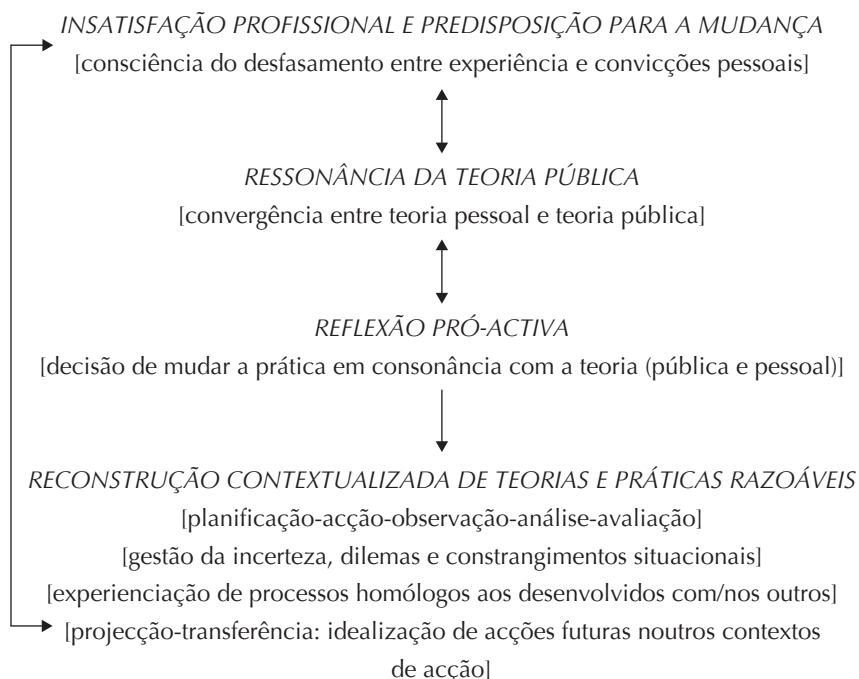 INSATISFAÇÃO PROFISSIONAL E PREDISPOSIÇÃO PARA A MUDANÇA
[consciência do desfasamento entre experiência e convicções pessoais]
RESSONÂNCIA DA TEORIA PÚBLICA
[convergência entre teoria pessoal e teoria pública]
REFLEXÃO PRÓ-ACTIVA
[decisão de mudar a prática em consonância com a teoria (pública e pessoal)]
RECONSTRUÇÃO CONTEXTUALIZADA DE TEORIAS E PRÁTICAS RAZOÁVEIS
[planificação-acção-observação-análise-avaliação]
[gestão da incerteza, dilemas e constrangimentos situacionais]
[experienciação de processos homólogos aos desenvolvidos com/nos outros]
[projecção-transferência: idealização de acções futuras noutros contextos
de acção]